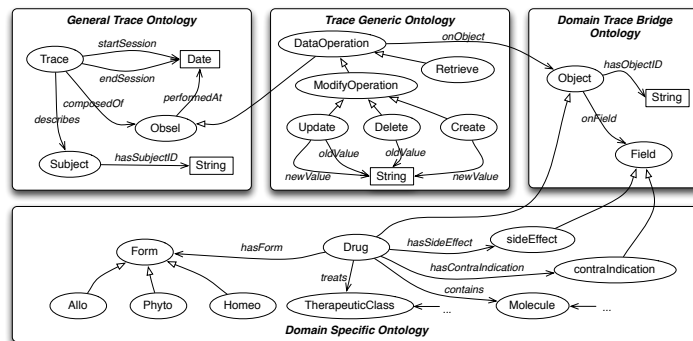 General Trace Ontology
Trace
startSession
endSession
Date
composedOf
performedAt
describes
Obsel
Subject
hasSubjectID
String
Trace Generic Ontology
DataOperation
onObject
Retrieve
ModifyOperation
Update
Delete
Create
oldValue
oldValue
newValue
String
newValue
Domain Trace Bridge
Ontology
Object
hasObjectID
String
onField
Field
Form
hasForm
Drug
hasSideEffect
sideEffect
hasContraIndication
contraIndication
treats
contains
Allo
Phyto
Homeo
TherapeuticClass
...
Molecule
...
Domain Specific Ontology